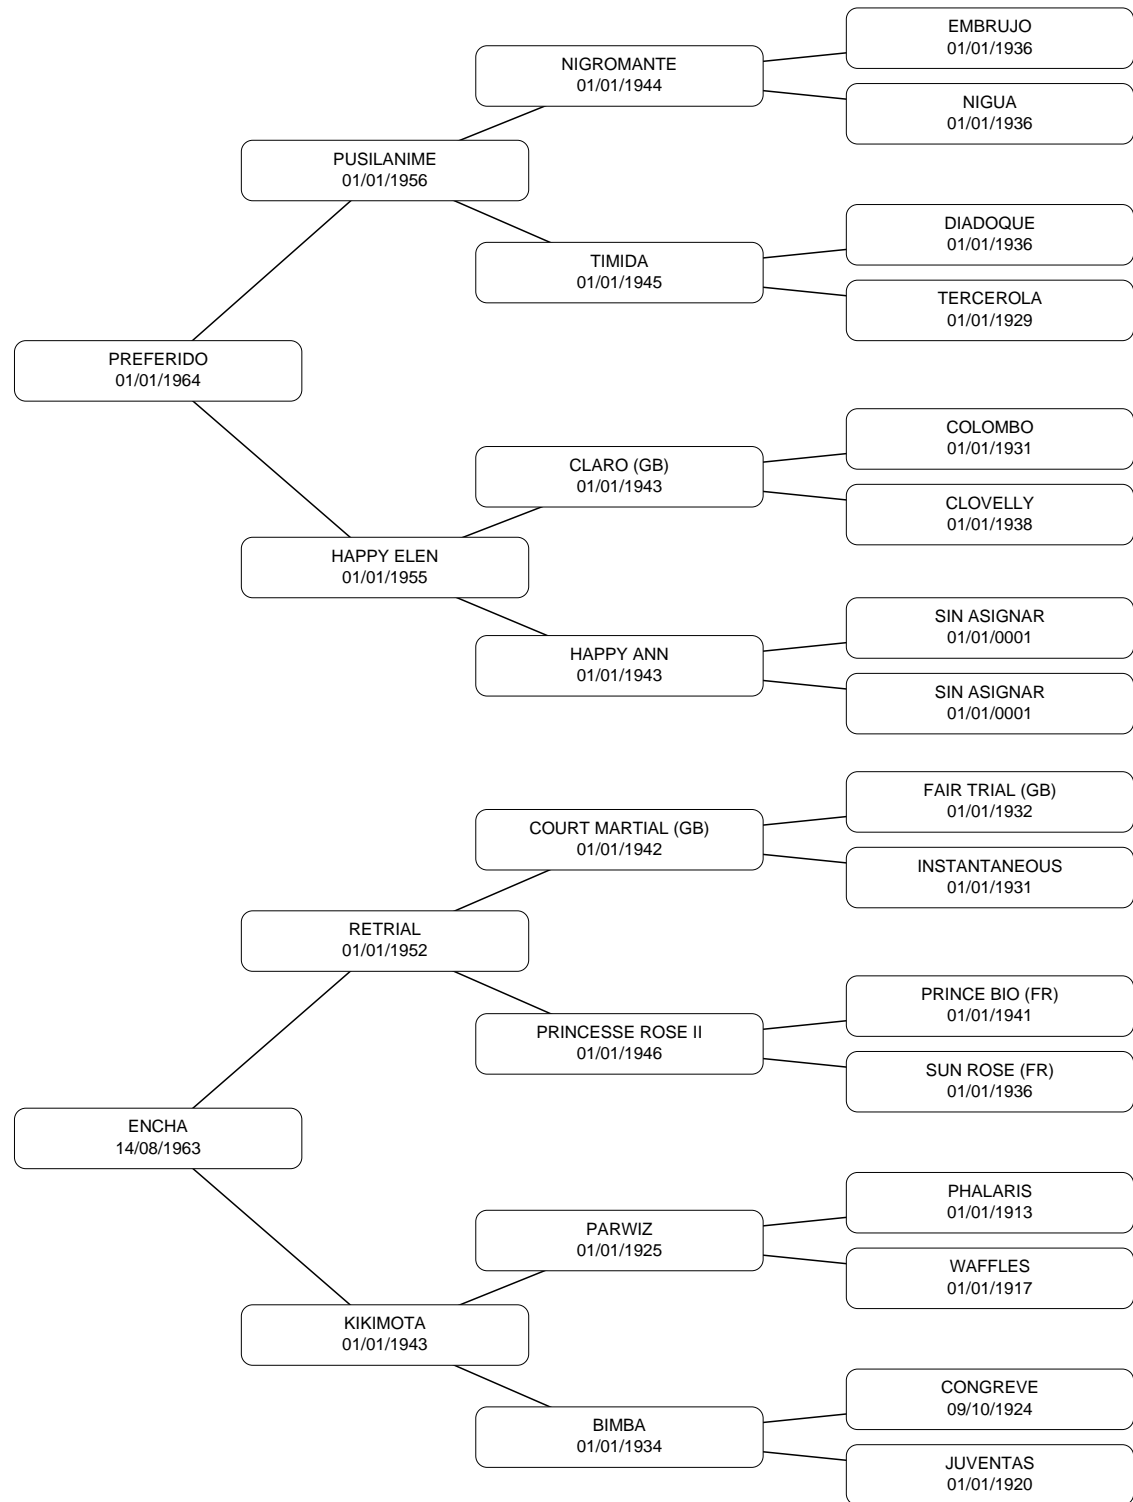 EMBRUJO
01/01/1936
NIGROMANTE
01/01/1944
NIGUA
01/01/1936
PUSILANIME
01/01/1956
DIADOQUE
01/01/1936
TIMIDA
01/01/1945
TERCEROLA
01/01/1929
PREFERIDO
01/01/1964
COLOMBO
01/01/1931
CLARO (GB)
01/01/1943
CLOVELLY
01/01/1938
HAPPY ELEN
01/01/1955
SIN ASIGNAR
01/01/0001
HAPPY ANN
01/01/1943
SIN ASIGNAR
01/01/0001
FAIR TRIAL (GB)
01/01/1932
COURT MARTIAL (GB)
01/01/1942
INSTANTANEOUS
01/01/1931
RETRIAL
01/01/1952
PRINCE BIO (FR)
01/01/1941
PRINCESSE ROSE II
01/01/1946
SUN ROSE (FR)
01/01/1936
ENCHA
14/08/1963
PHALARIS
01/01/1913
PARWIZ
01/01/1925
WAFFLES
01/01/1917
KIKIMOTA
01/01/1943
CONGREVE
09/10/1924
BIMBA
01/01/1934
JUVENTAS
01/01/1920